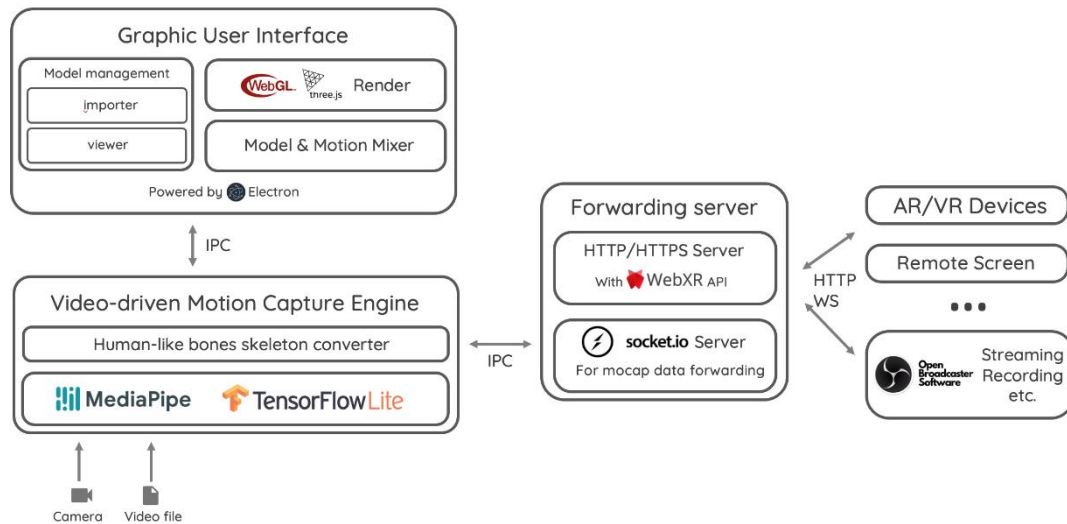 Graphic User Interface
Model management
importer
viewer
WebGL™ three.js Render
Model & Motion Mixer
Powered by Electron
IPC
Video-driven Motion Capture Engine
Human-like bones skeleton converter
MediaPipe TensorFlow Lite
Camera Video file
IPC
Forwarding server
HTTP/HTTPS Server
With WebXR API
socket.io Server
For mocap data forwarding
HTTP
WS
AR/VR Devices
Remote Screen
Open
Broadcaster
Software
Streaming
Recording
etc.